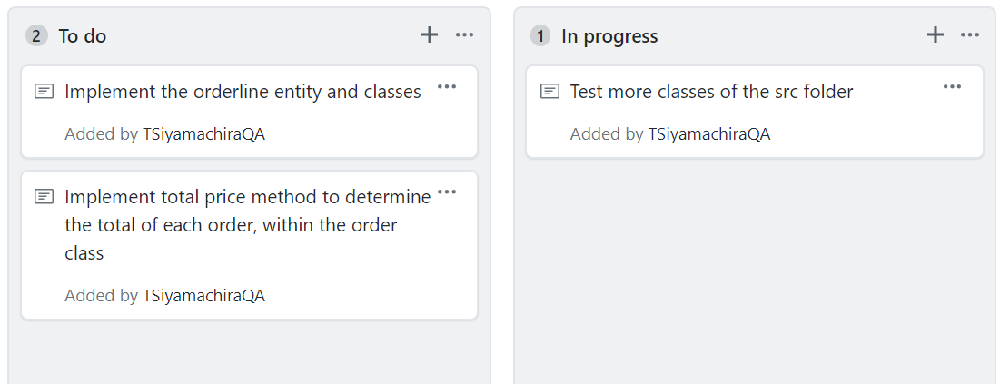 2 To do
Implement the orderline entity and classes
Added by TSiyamachiraQA
Implement total price method to determine
the total of each order, within the order
class
Added by TSiyamachiraQA
1 In progress
Test more classes of the src folder
Added by TSiyamachiraQA